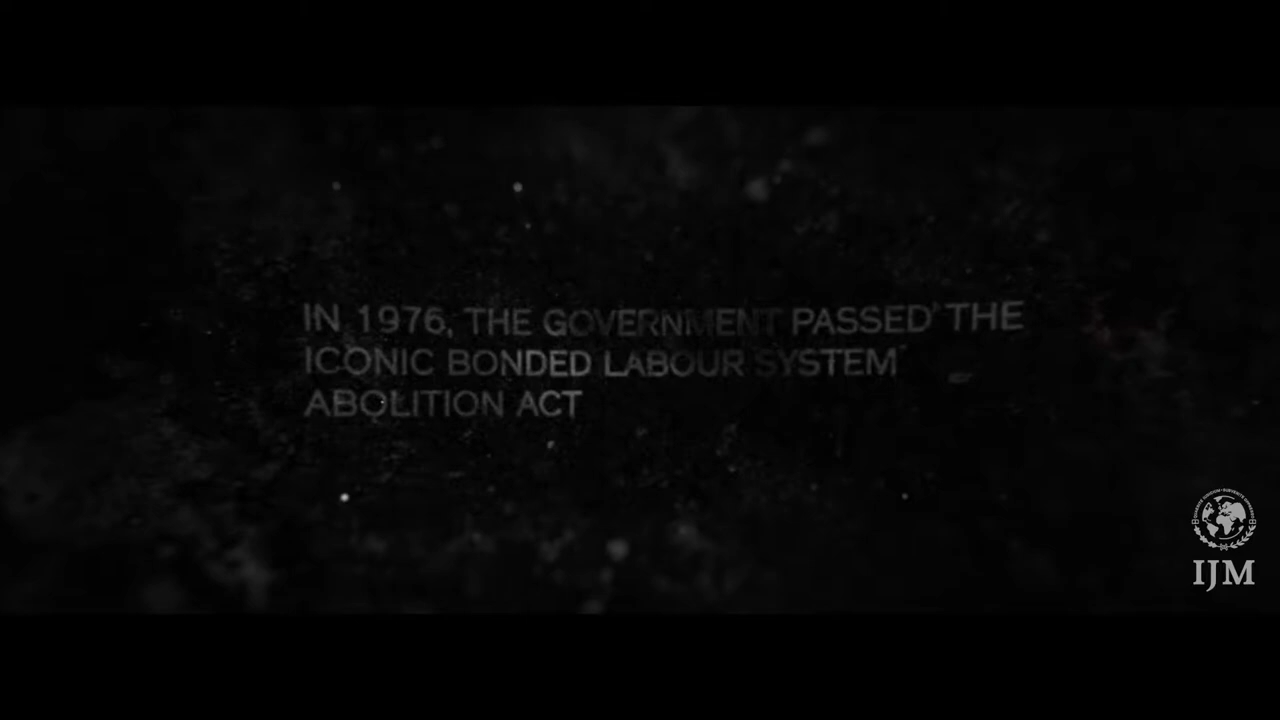 IN 1976, THE GOVERNMENT PASSED THE
ICONIC BONDED LABOUR SYSTEM
ABOLITION ACT
IJM